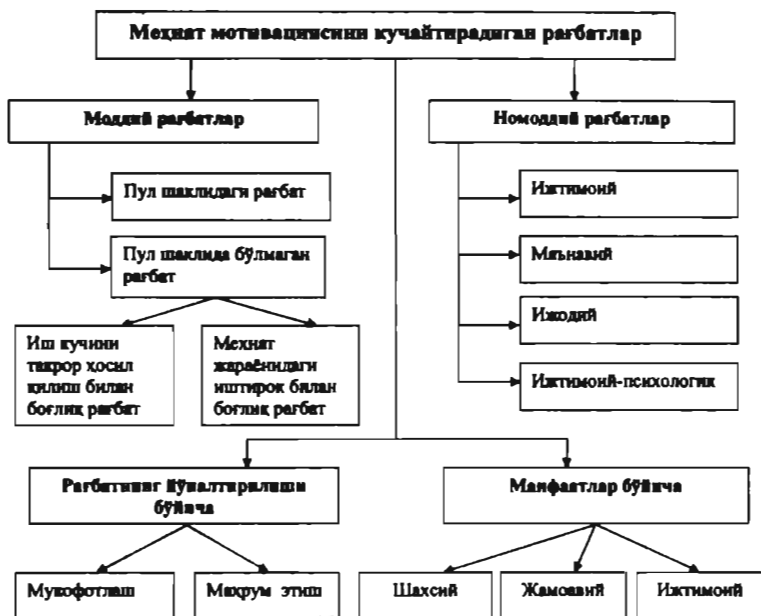 Меҳнат мотивациясини кучайтирадиган рағбатлар
Моддий рағбатлар
Номоддий рағбатлар
Пул шаклидаги рағбат
Пул шаклида бўлмаган
рағбат
Иш кучини
такрор ҳосил
қилиш билан
боғлиқ рағбат
Меҳнат
жараёнидаги
иштирок билан
боғлиқ рағбат
Ижтимоий
Маънавий
Ижодий
Ижтимоий-психологик
Рағбатнинг йўналтирилиши
бўйича
Манфаатлар бўйича
Мукофотлаш
Маҳрум этиш
Шахсий
Жамоавий
Ижтимоий